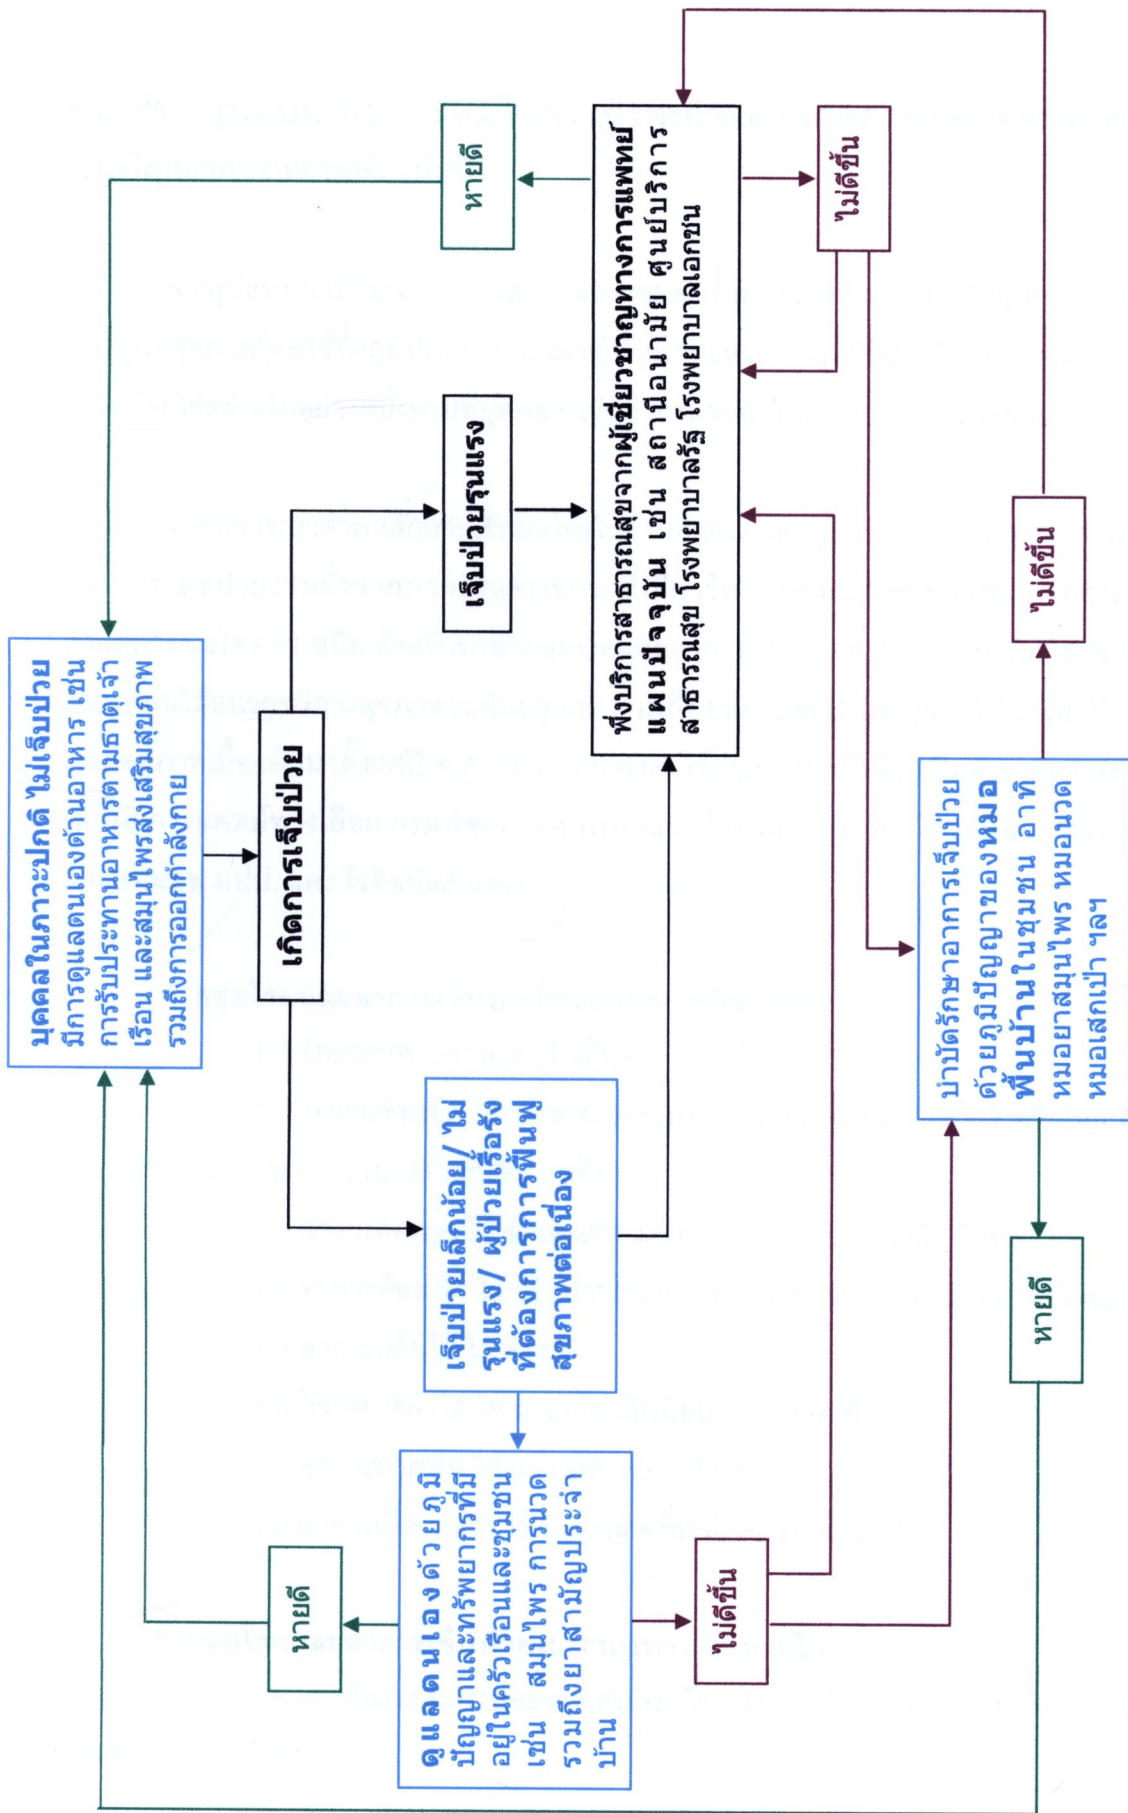 บุคคลในภาวะปกติ ไม่เจ็บป่วย
มีการดูแลตนเองด้านอาหาร เช่น
การรับประทานอาหารตามธาตุเจ้า
เรือน และสมุนไพรส่งเสริมสุขภาพ
รวมถึงการออกกำลังกาย
เกิดการเจ็บป่วย
เจ็บป่วยเล็กน้อย/ ไม่
รุนแรง/ ผู้ป่วยเรื้อรัง
ที่ต้องการการฟื้นฟู
สุขภาพต่อเนื่อง
เจ็บป่วยรุนแรง
หายดี
หายดี
ดูแลตนเองด้วยภูมิ
ปัญญาและทรัพยากรที่มี
อยู่ในครัวเรือนและชุมชน
เช่น สมุนไพร การนวด
รวมถึงยาสามัญประจำ
บ้าน
พึ่งบริการสาธารณสุขจากผู้เชี่ยวชาญทางการแพทย์
แผนปัจจุบัน เช่น สถานีอนามัย ศูนย์บริการ
สาธารณสุข โรงพยาบาลรัฐ โรงพยาบาลเอกชน
ไม่ดีขึ้น
ไม่ดีขึ้น
หายดี
บำบัดรักษาอาการเจ็บป่วย
ด้วยภูมิปัญญาของหมอ
พื้นบ้านในชุมชน อาทิ
หมอยาสมุนไพร หมอนวด
หมอเสกเป่า ฯลฯ
ไม่ดีขึ้น